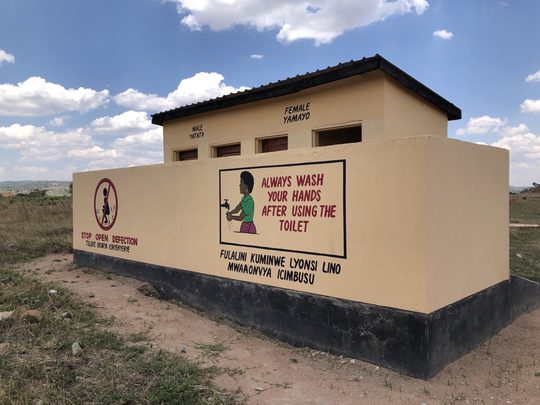 MALE
YATATA
FEMALE
YAMAYO
ALWAYS WASH
YOUR HANDS
AFTER USING THE
TOILET
FULALINI KUMINWE LYONSI LINO
MWAAONVYA ICIMBUSU
STOP OPEN DEFECTION